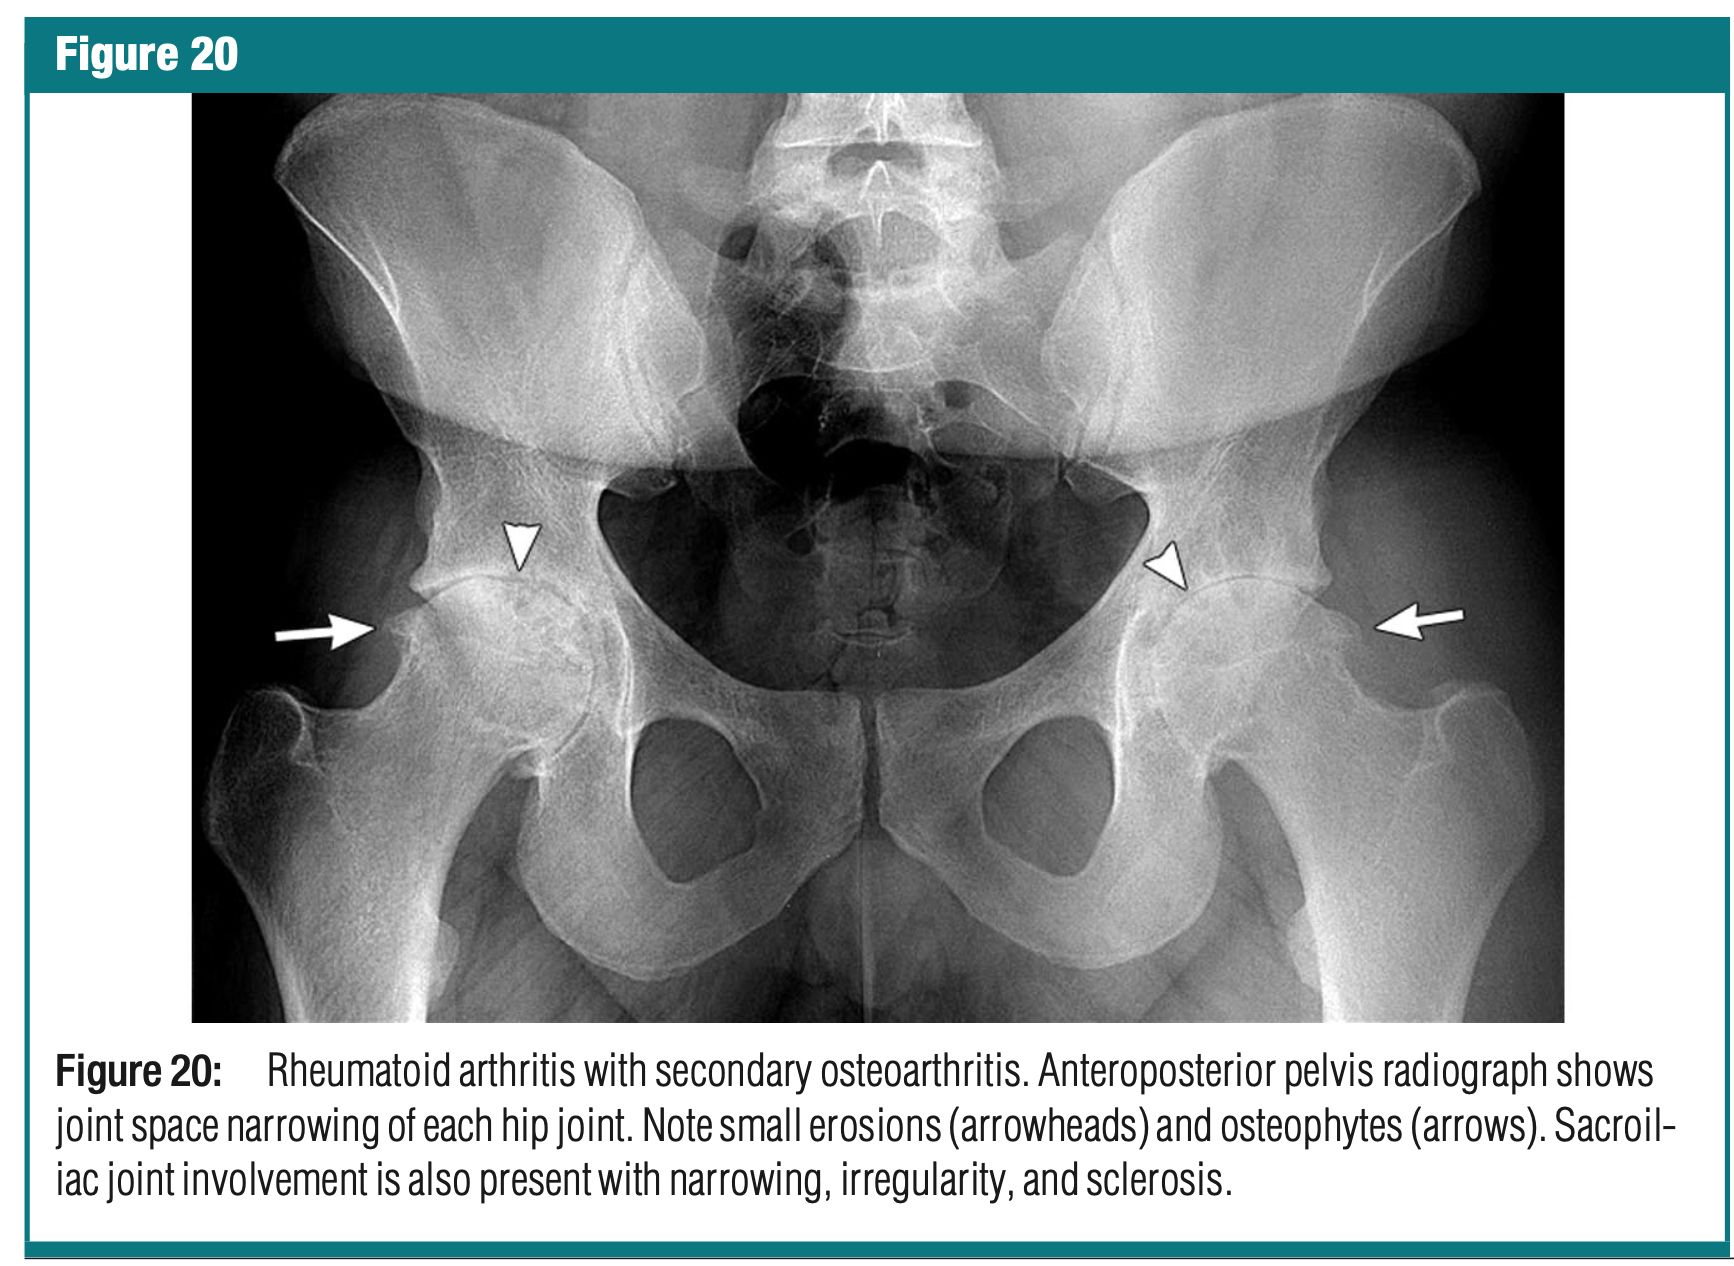 Figure 20
Figure 20: Rheumatoid arthritis with secondary osteoarthritis. Anteroposterior pelvis radiograph shows
joint space narrowing of each hip joint. Note small erosions (arrowheads) and osteophytes (arrows). Sacroil-
iac joint involvement is also present with narrowing, irregularity, and sclerosis.